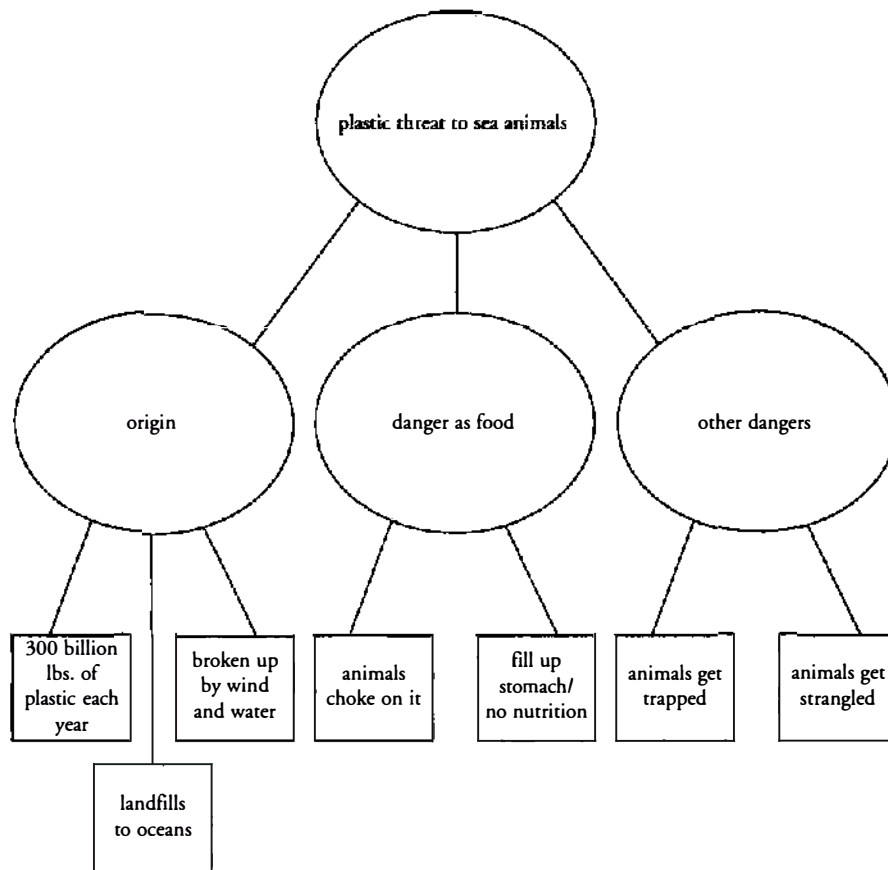 plastic threat to sea animals
origin
danger as food
other dangers
300 billion
lbs. of
plastic each
year
broken up
by wind
and water
animals
choke on it
fill up
stomach/
no nutrition
animals get
trapped
animals get
strangled
landfills
to oceans